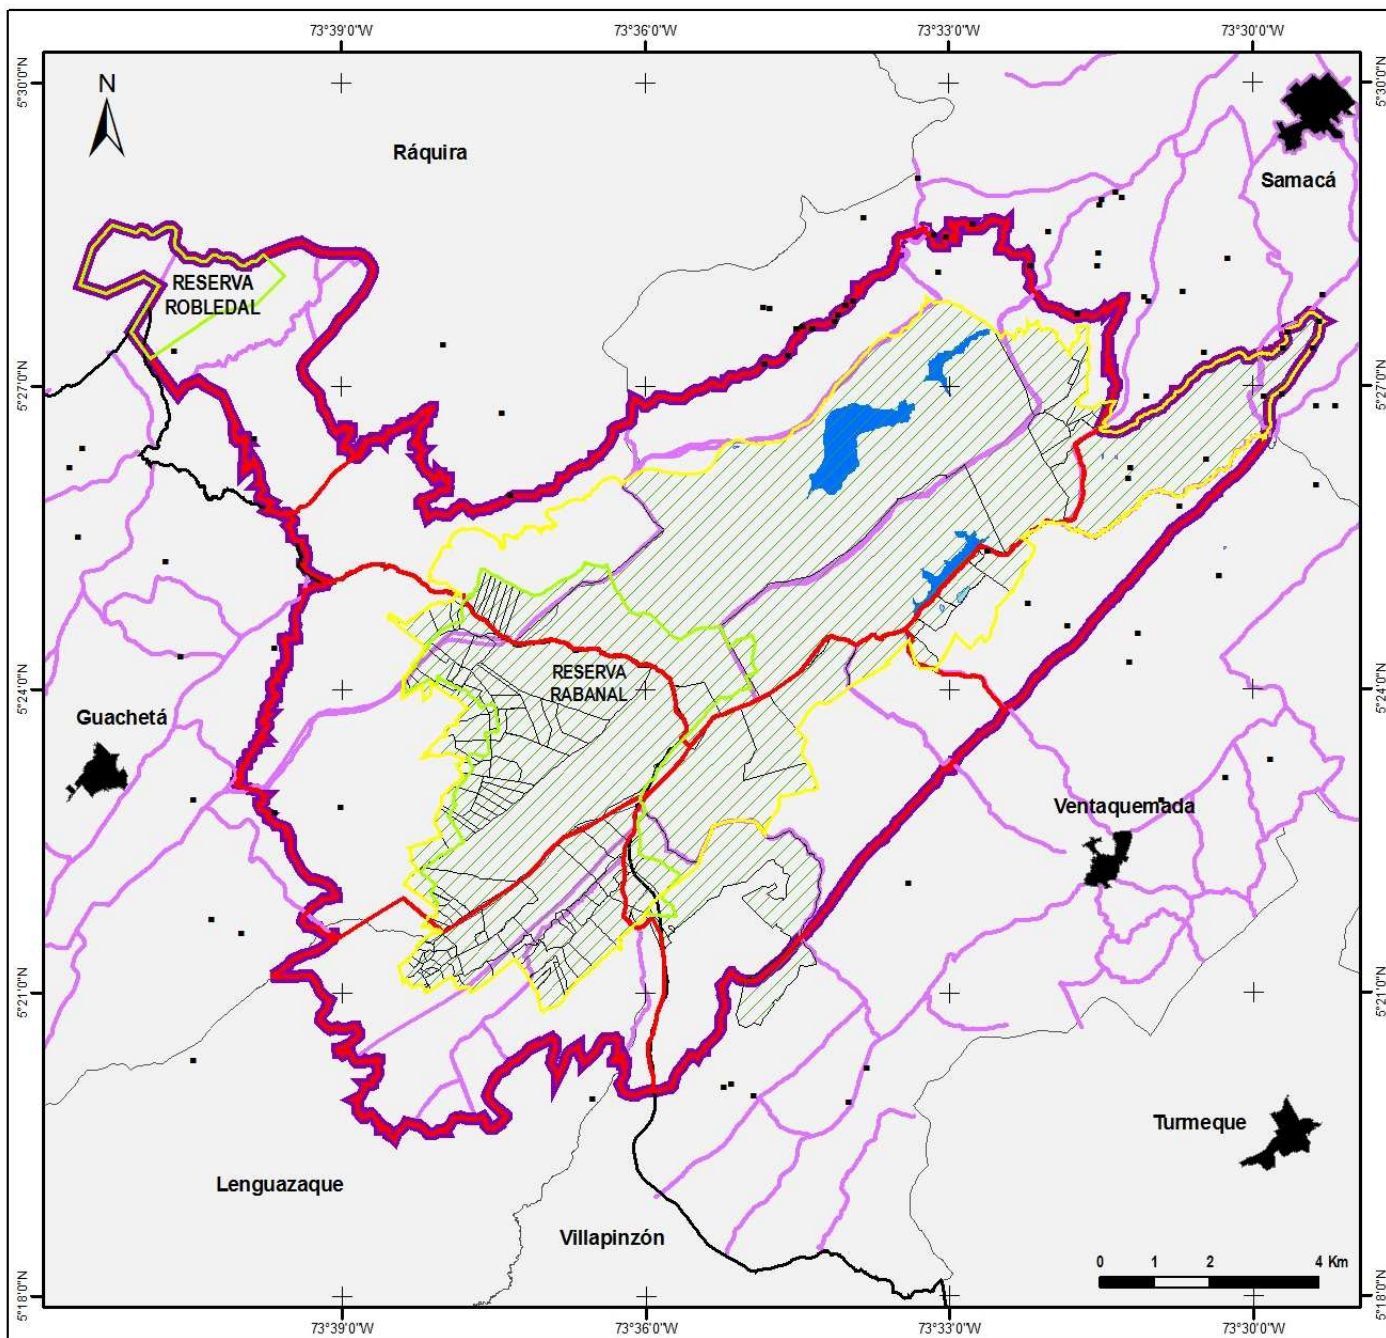 73°39'0"W 73°36'0"W 73°33'0"W 73°30'0"W
5°30'0"N 5°30'0"N
N
Ráquira
Samacá
RESERVA
ROBLEDAL
5°27'0"N 5°27'0"N
RESERVA
RABANAL
5°24'0"N 5°24'0"N
Guachetá
Ventaquemada
5°21'0"N 5°21'0"N
Turmeque
Lenguazaque
Villapinzón
0 1 2 4 Km
5°18'0"N 5°18'0"N
73°39'0"W 73°36'0"W 73°33'0"W 73°30'0"W